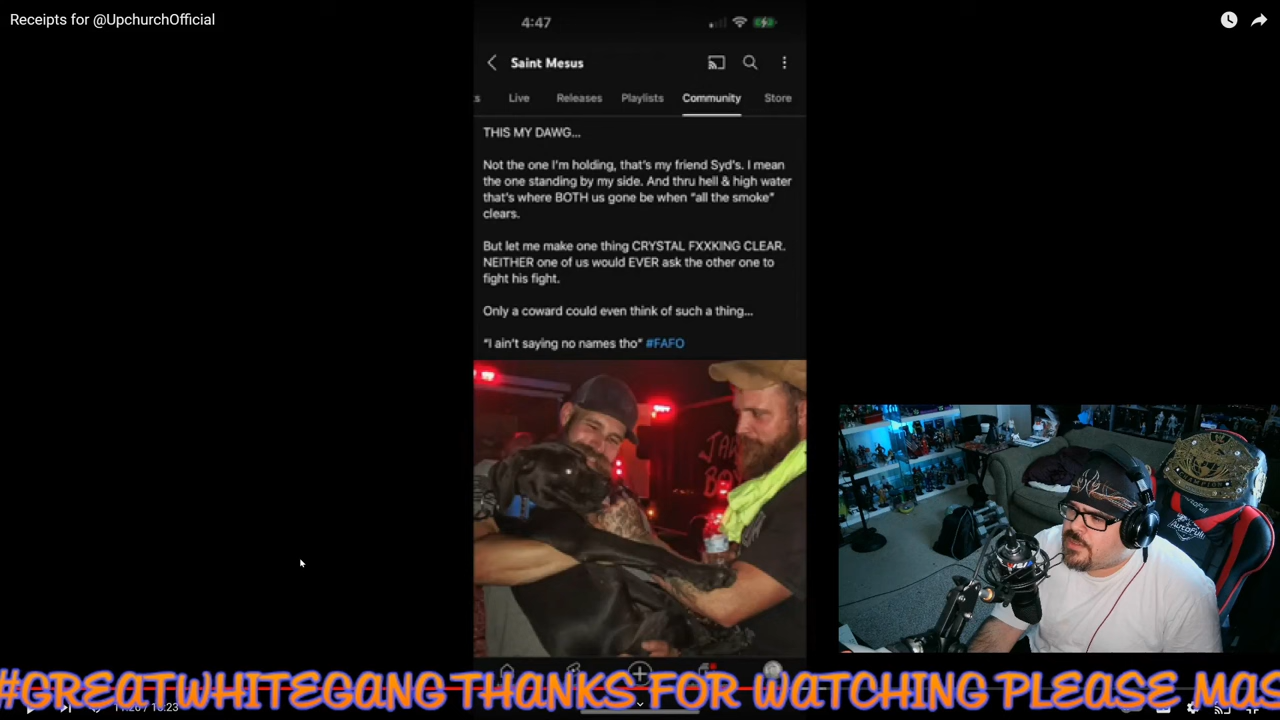 Receipts for @UpchurchOfficial
4:47
Saint Mesus
Live Releases Playlists Community Store
THIS MY DAWG...
Not the one I'm holding, that's my friend Syd's. I mean
the one standing by my side. And thru hell & high water
that's where BOTH us gone be when "all the smoke"
clears.
But let me make one thing CRYSTAL FXXKING CLEAR.
NEITHER one of us would EVER ask the other one to
fight his fight.
Only a coward could even think of such a thing...
"I ain't saying no names tho" #FAFO
#GREATWHITEGANG THANKS FOR WATCHING PLEASE MAS